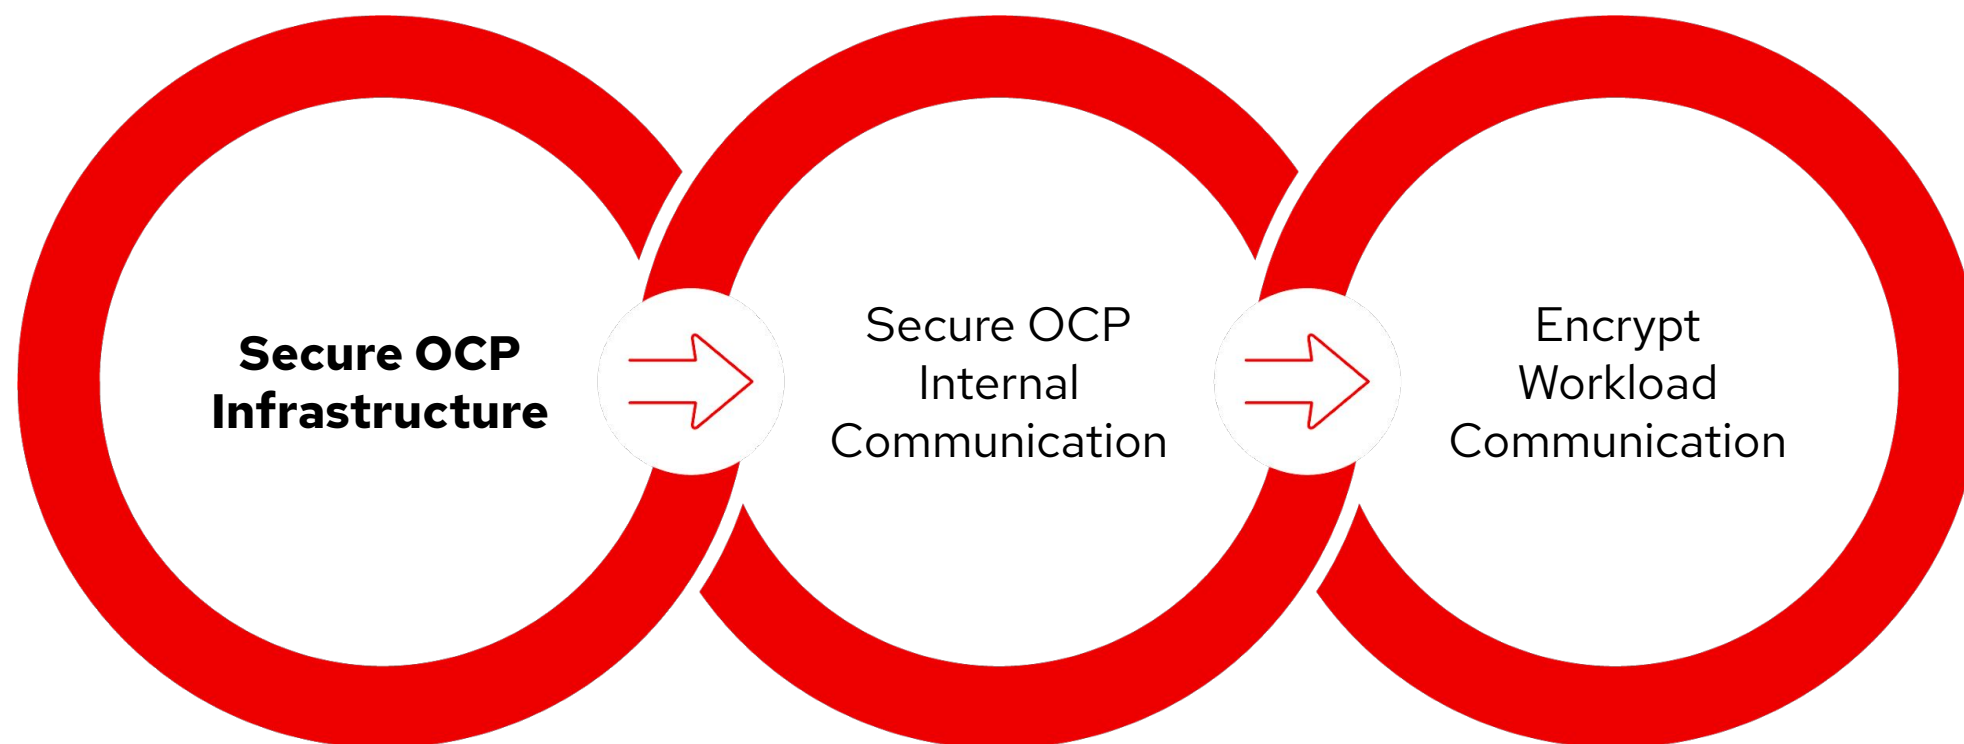 Secure OCP
Infrastructure
Secure OCP
Internal
Communication
Encrypt
Workload
Communication